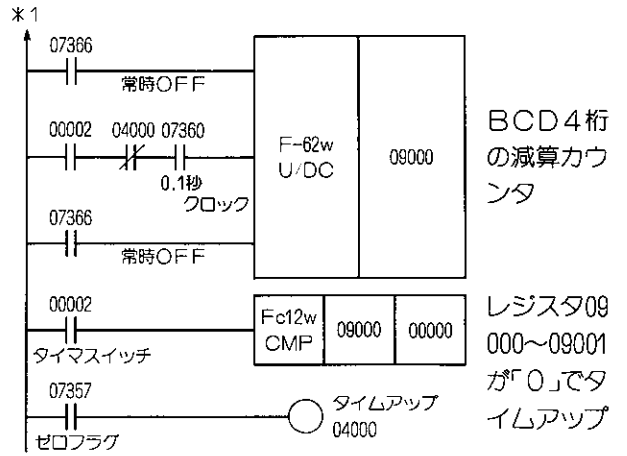 *1
07366
常時OFF
00002 04000 07360
0.1秒
クロック
07366
常時OFF
F-62w
U/DC
09000
BCD4桁
の減算カウ
ンタ
00002
タイマスイッチ
Fc12w
CMP
09000
00000
レジスタ09
000〜09001
が「0」でタ
イムアップ
07357
ゼロフラグ
タイムアップ
04000